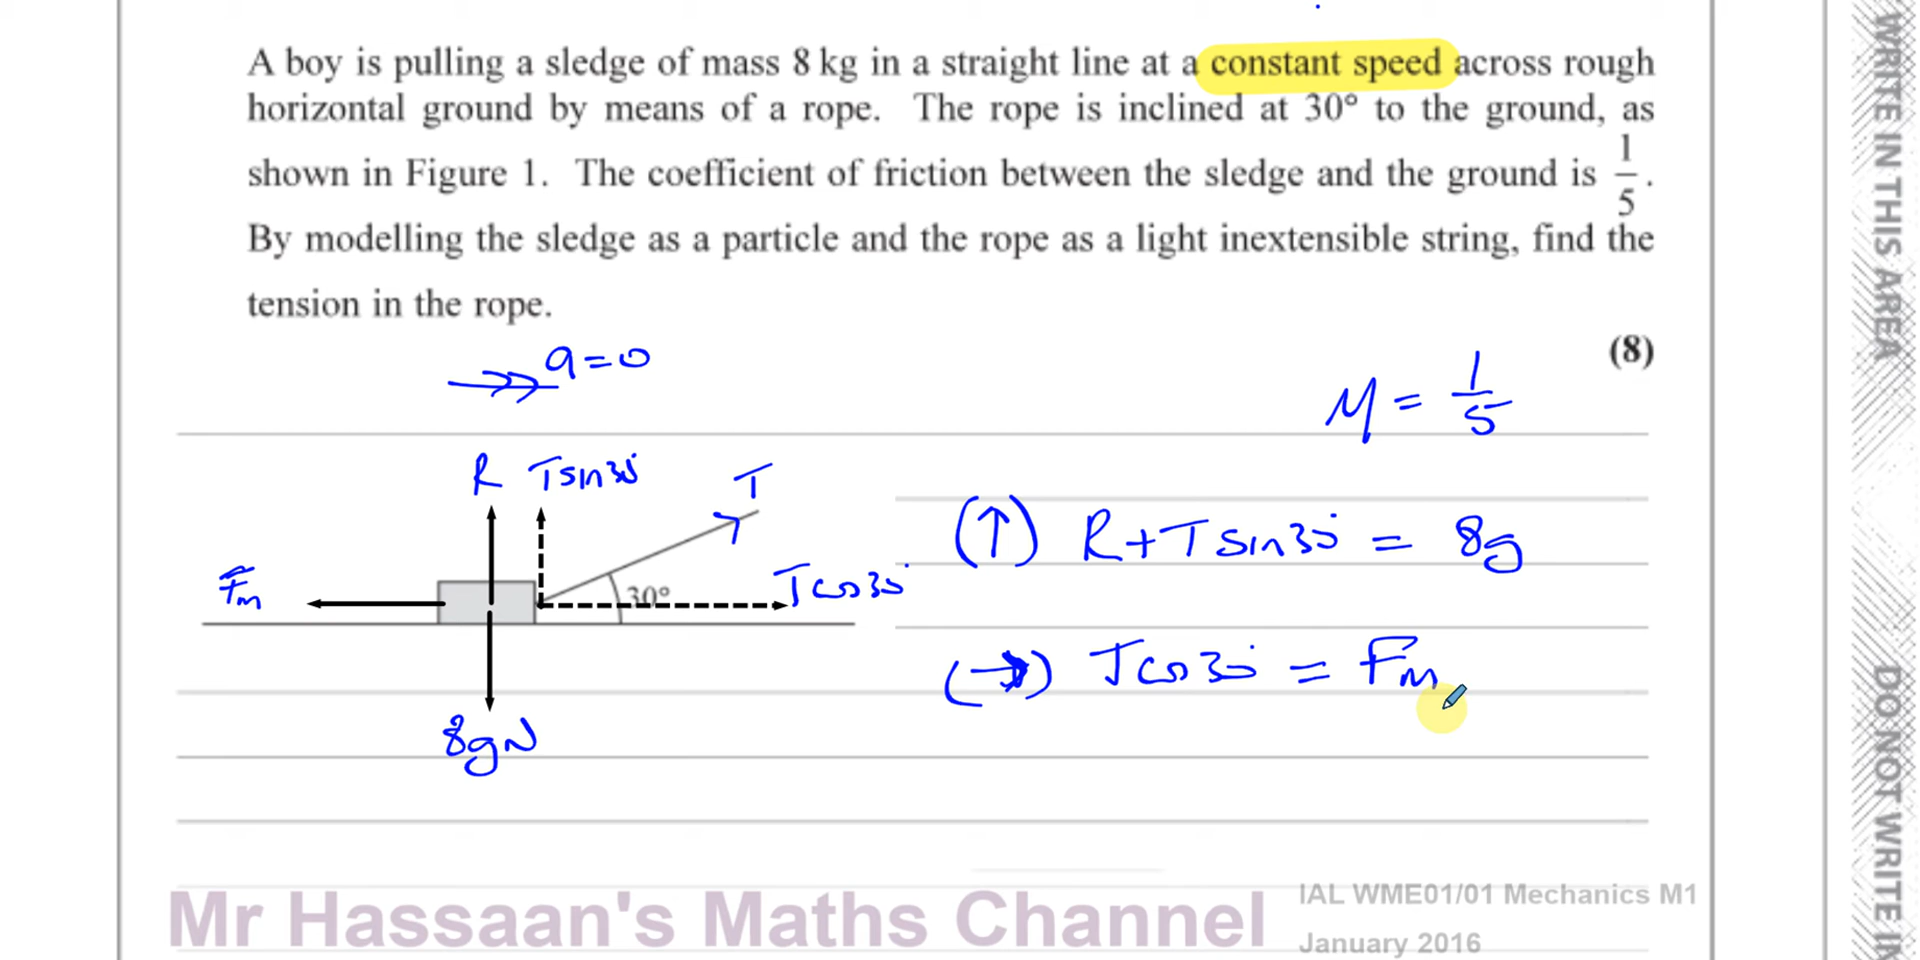 A boy is pulling a sledge of mass 8 kg in a straight line at a constant speed across rough
horizontal ground by means of a rope. The rope is inclined at 30° to the ground, as
shown in Figure 1. The coefficient of friction between the sledge and the ground is 1/5.
By modelling the sledge as a particle and the rope as a light inextensible string, find the
tension in the rope.
(8)
a = 0
μ = 1/5
R Tsin30 T
(↑) R + T sin30 = 8g
Fm 30° Tcos30
(→) Tcos30 = Fm
8gN
Mr Hassaan's Maths Channel
IAL WME01/01 Mechanics M1
January 2016
WRITE IN THIS AREA
DO NOT WRITE IN